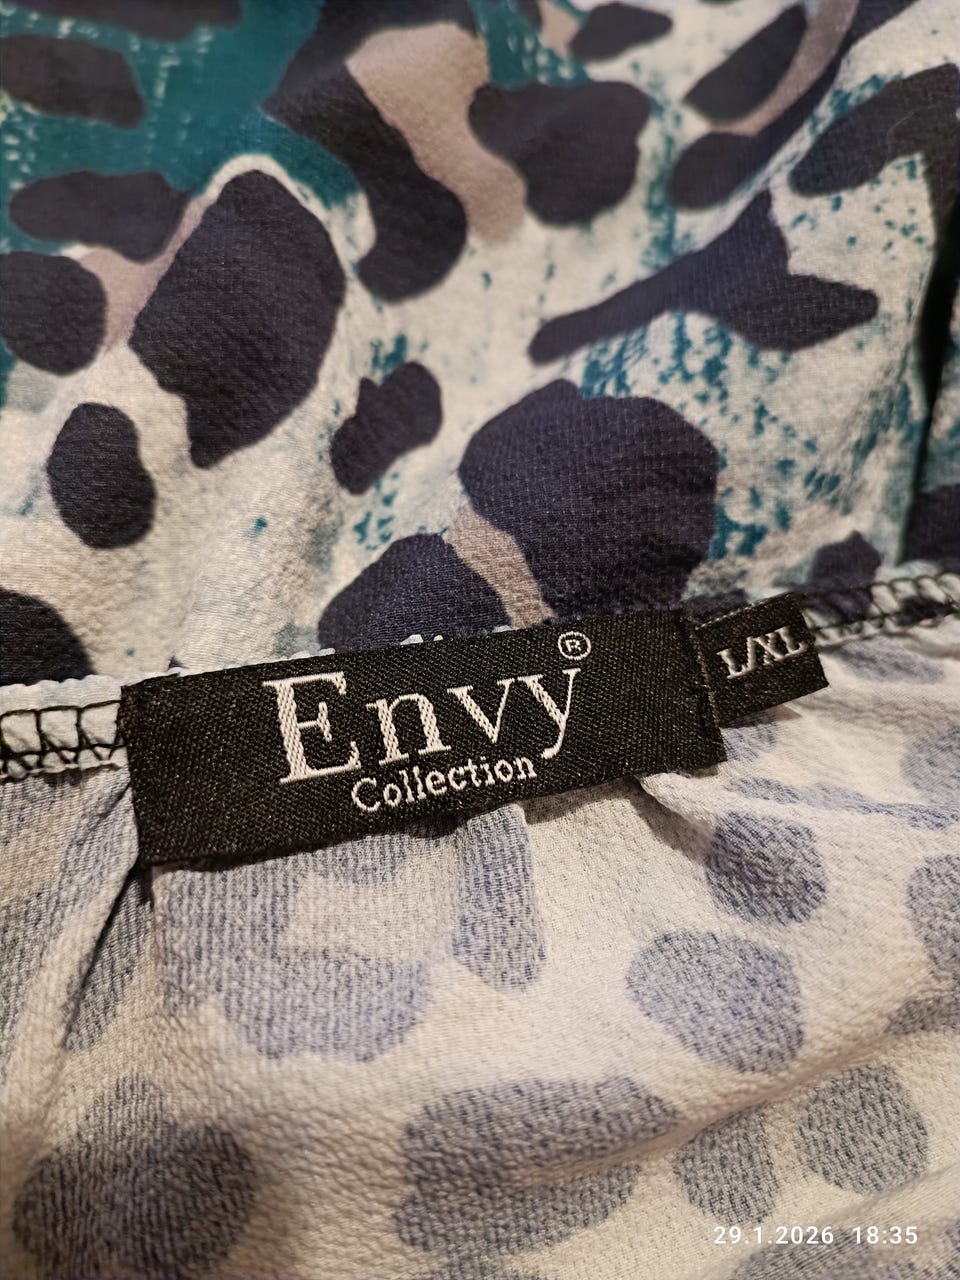 Envy®
Collection
L/XL
29.1.2026 18:35